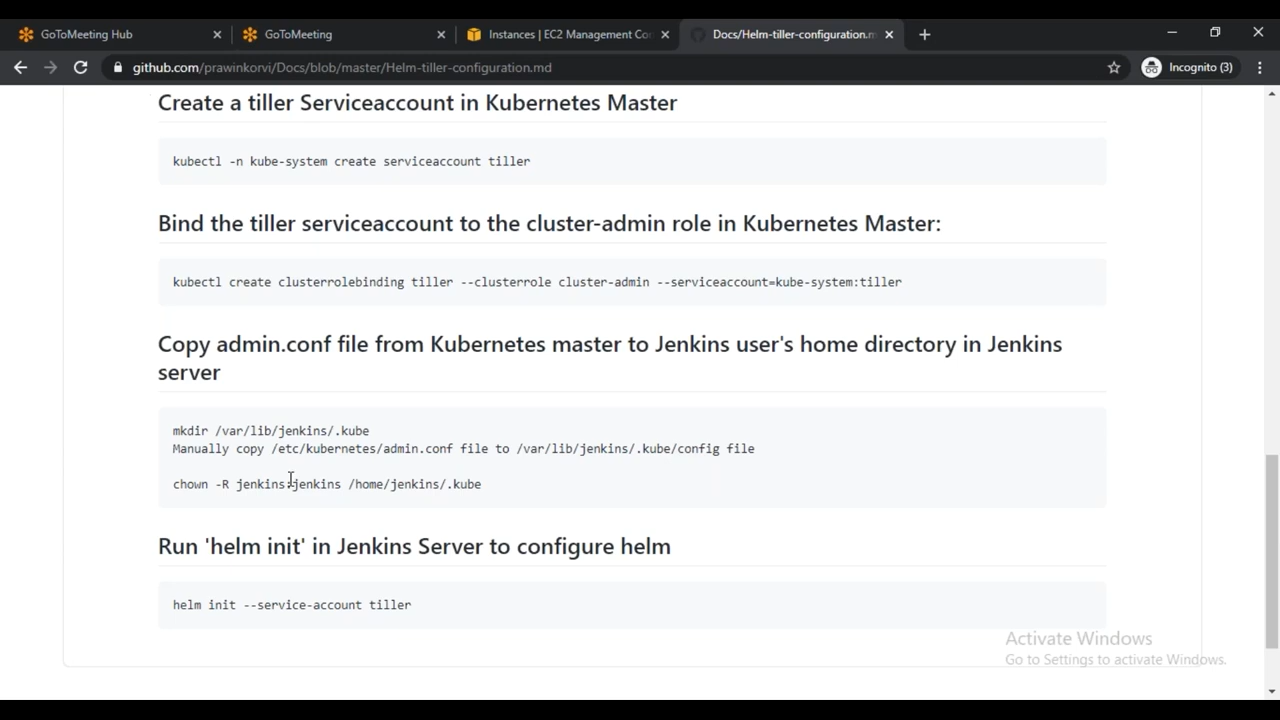 GoToMeeting Hub
GoToMeeting
Instances | EC2 Management Co
Docs/Helm-tiller-configuration.m
github.com/prawinkorvi/Docs/blob/master/Helm-tiller-configuration.md
Incognito (3)
Create a tiller Serviceaccount in Kubernetes Master
kubectl -n kube-system create serviceaccount tiller
Bind the tiller serviceaccount to the cluster-admin role in Kubernetes Master:
kubectl create clusterrolebinding tiller --clusterrole cluster-admin --serviceaccount=kube-system:tiller
Copy admin.conf file from Kubernetes master to Jenkins user's home directory in Jenkins
server
mkdir /var/lib/jenkins/.kube
Manually copy /etc/kubernetes/admin.conf file to /var/lib/jenkins/.kube/config file
chown -R jenkins:jenkins /home/jenkins/.kube
Run 'helm init' in Jenkins Server to configure helm
helm init --service-account tiller
Activate Windows
Go to Settings to activate Windows.